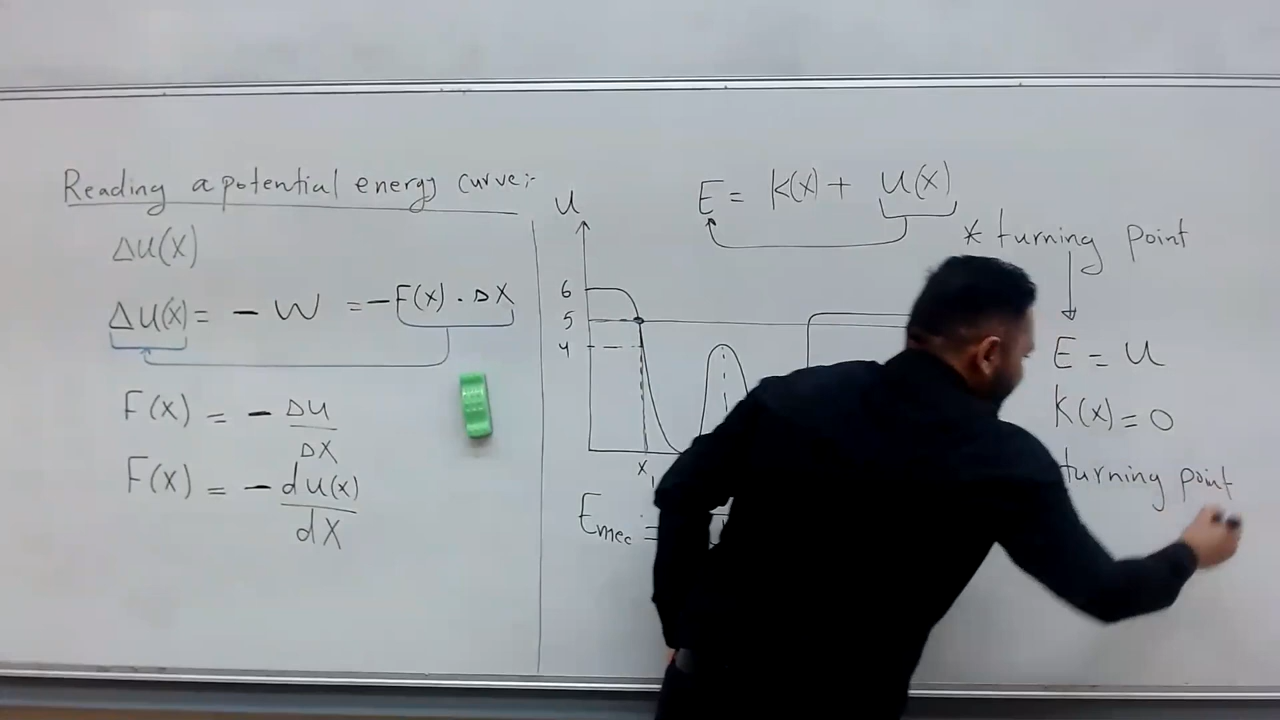 Reading a potential energy curve:-
ΔU(X)
ΔU(X) = - W = -F(X) . ΔX
F(X) = - ΔU / ΔX
F(X) = - dU(X) / dX
E = K(X) + U(X)
U
6
5
4
X1
Emec =
* turning point
E = U
K(X) = 0
turning point